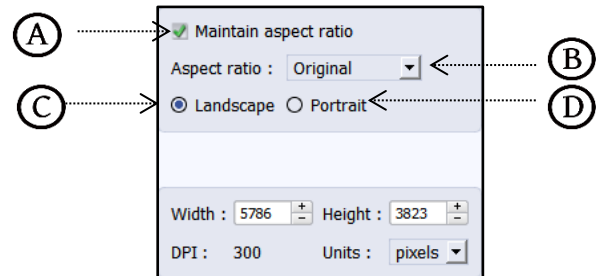 A
Maintain aspect ratio
Aspect ratio : Original
B
C
Landscape Portrait
D
Width : 5786 Height : 3823
DPI : 300 Units : pixels